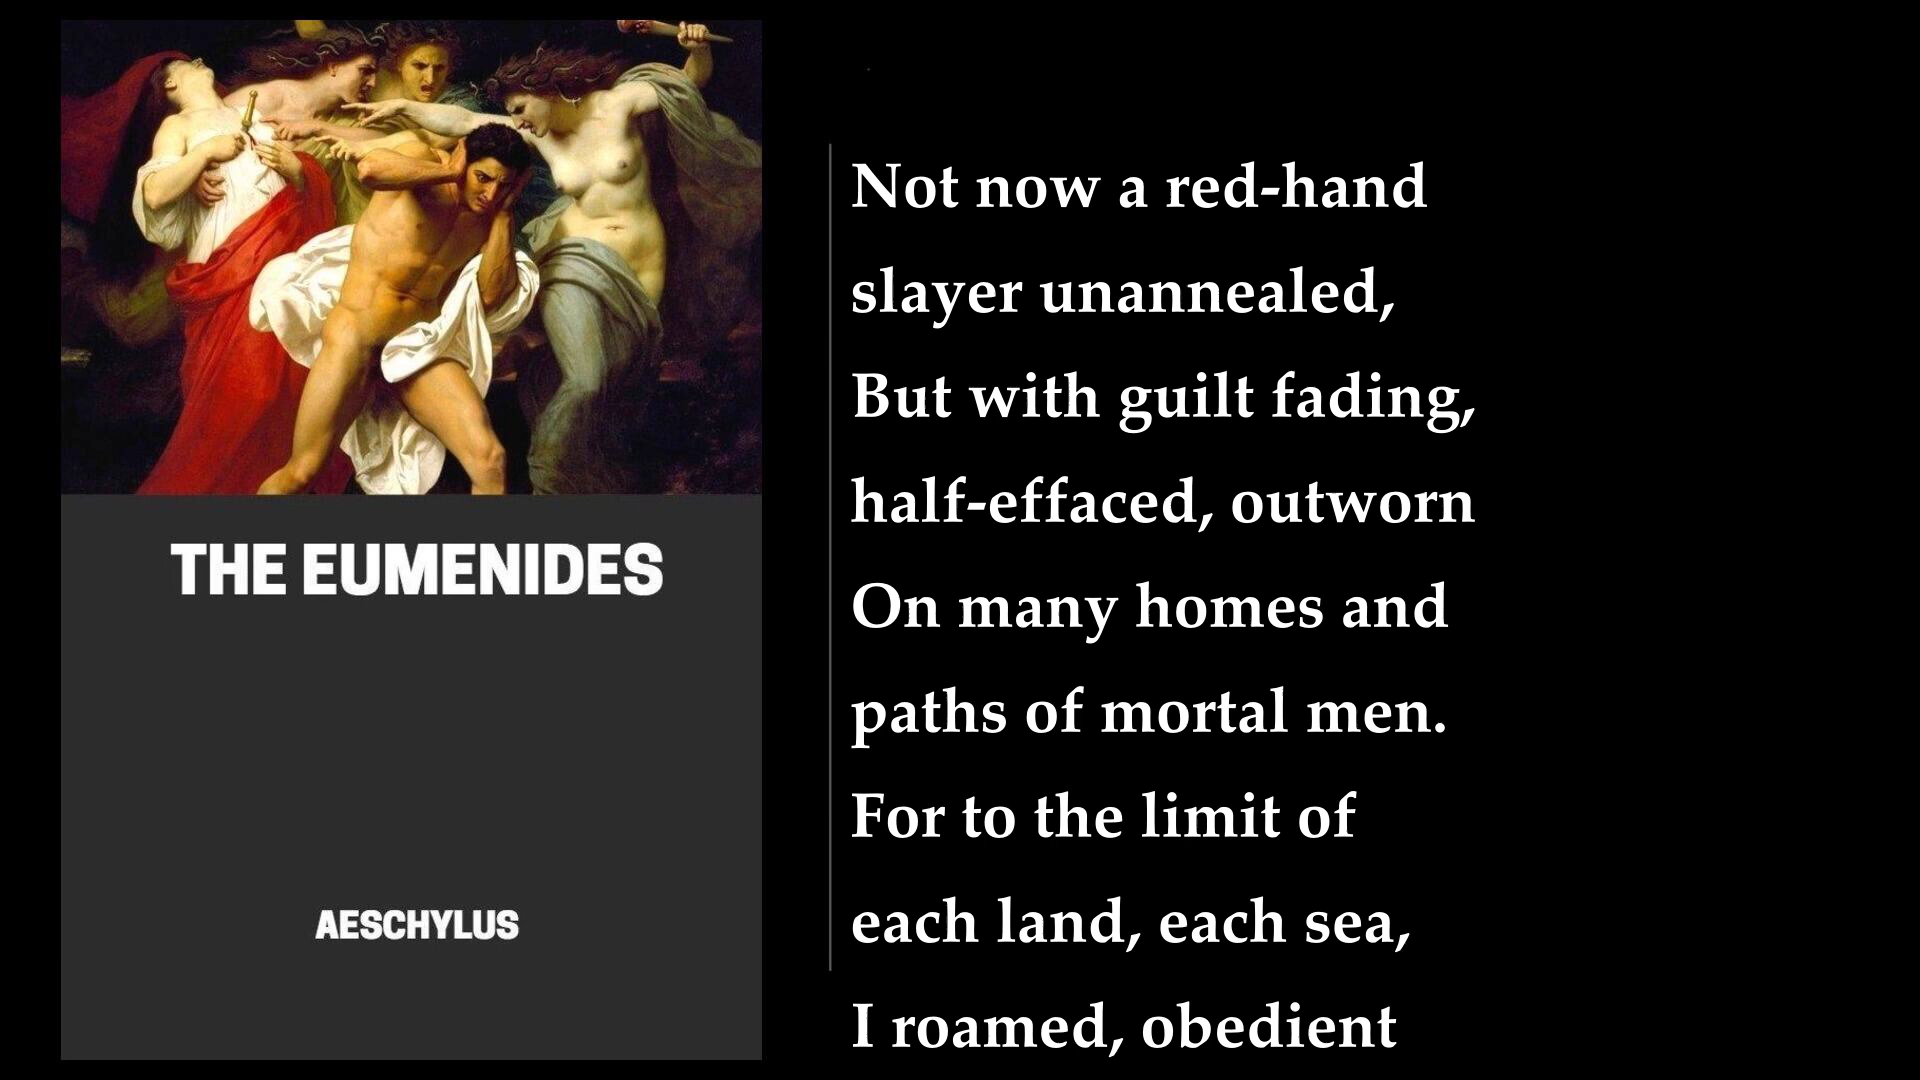 THE EUMENIDES
AESCHYLUS
Not now a red-hand
slayer unannealed,
But with guilt fading,
half-effaced, outworn
On many homes and
paths of mortal men.
For to the limit of
each land, each sea,
I roamed, obedient